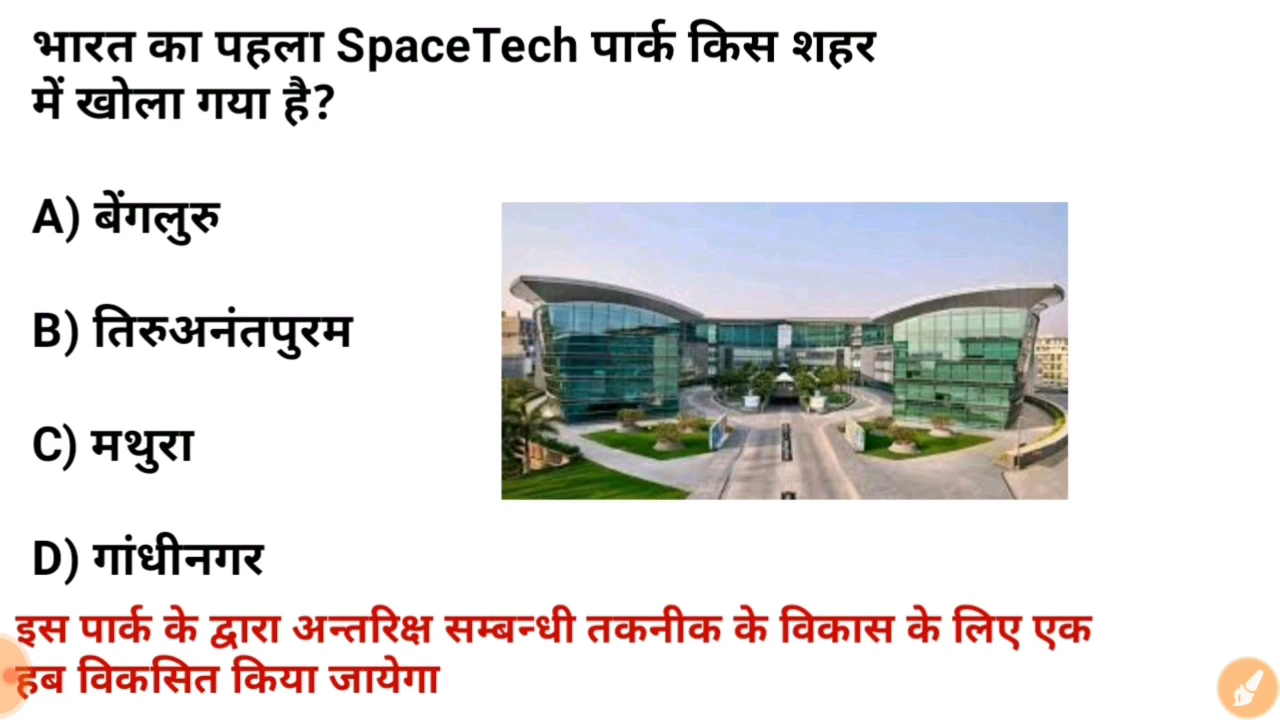 भारत का पहला SpaceTech पार्क किस शहर
में खोला गया है?
A) बेंगलुरु
B) तिरुअनंतपुरम
C) मथुरा
D) गांधीनगर
इस पार्क के द्वारा अन्तरिक्ष सम्बन्धी तकनीक के विकास के लिए एक
हब विकसित किया जायेगा